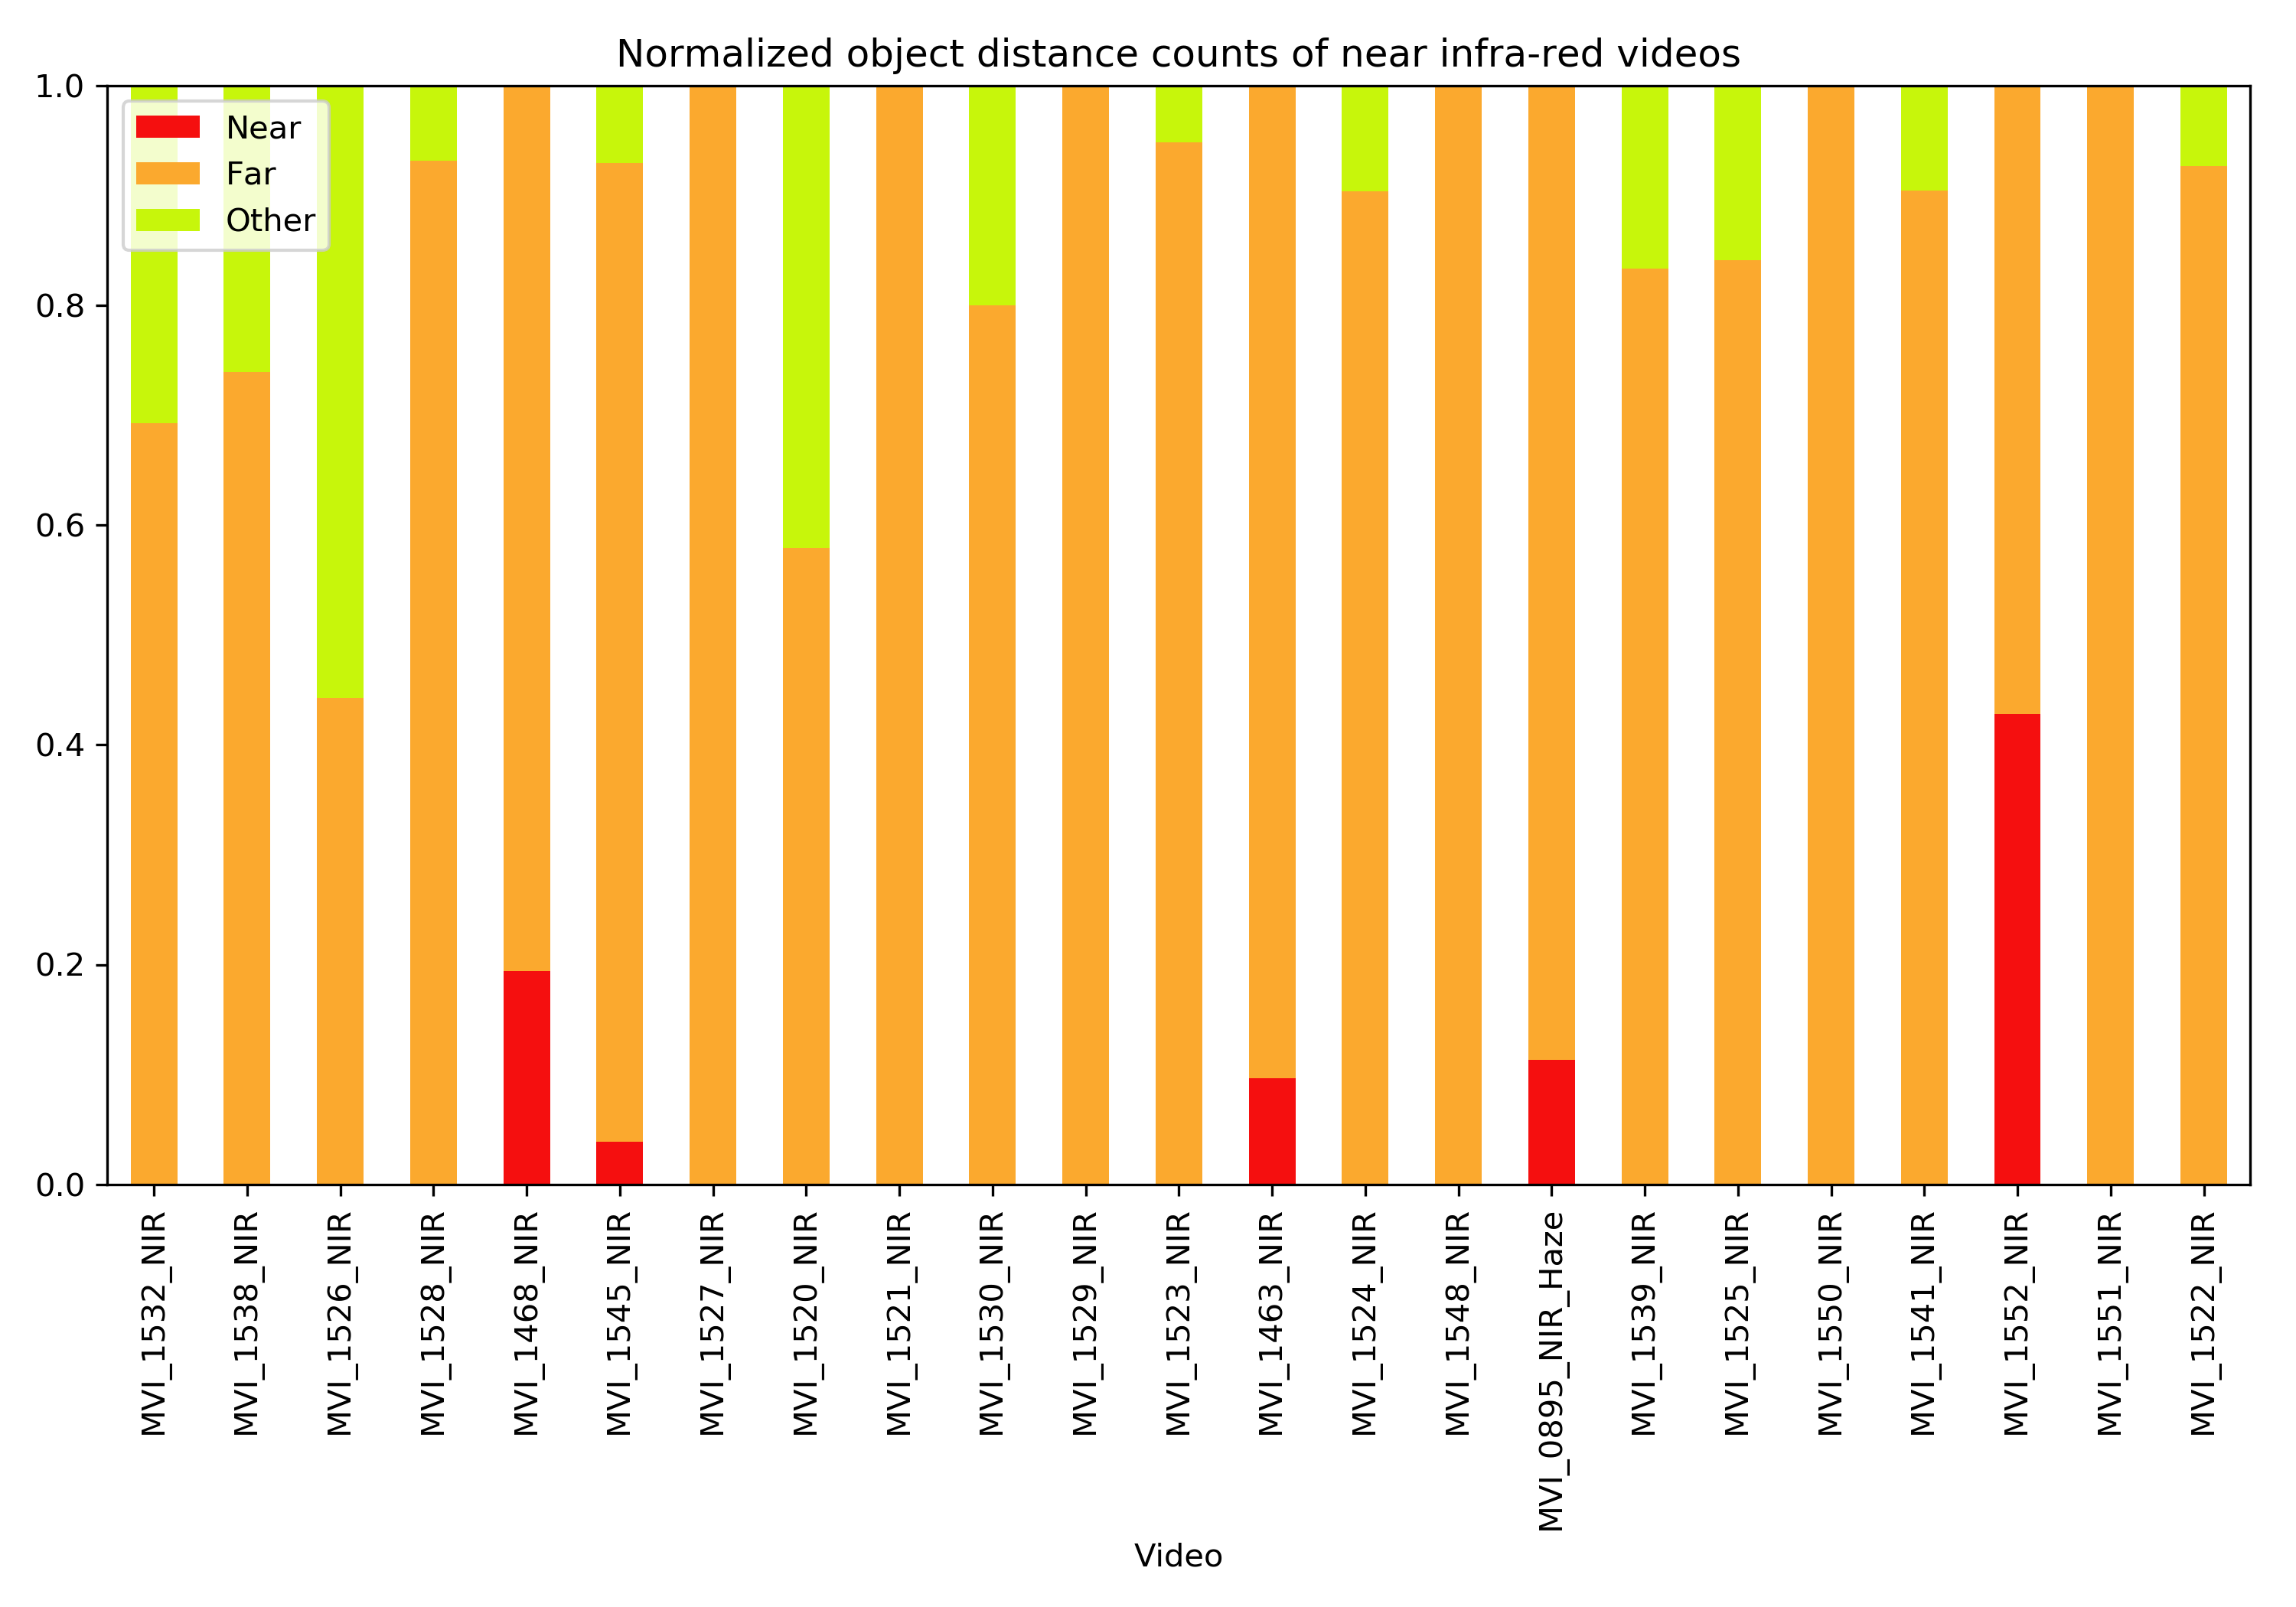 Normalized object distance counts of near infra-red videos
1.0
0.8
0.6
0.4
0.2
0.0
Near
Far
Other
MVI_1532_NIR
MVI_1538_NIR
MVI_1526_NIR
MVI_1528_NIR
MVI_1468_NIR
MVI_1545_NIR
MVI_1527_NIR
MVI_1520_NIR
MVI_1521_NIR
MVI_1530_NIR
MVI_1529_NIR
MVI_1523_NIR
MVI_1463_NIR
MVI_1524_NIR
MVI_1548_NIR
MVI_0895_NIR_Haze
MVI_1539_NIR
MVI_1525_NIR
MVI_1550_NIR
MVI_1541_NIR
MVI_1552_NIR
MVI_1551_NIR
MVI_1522_NIR
Video